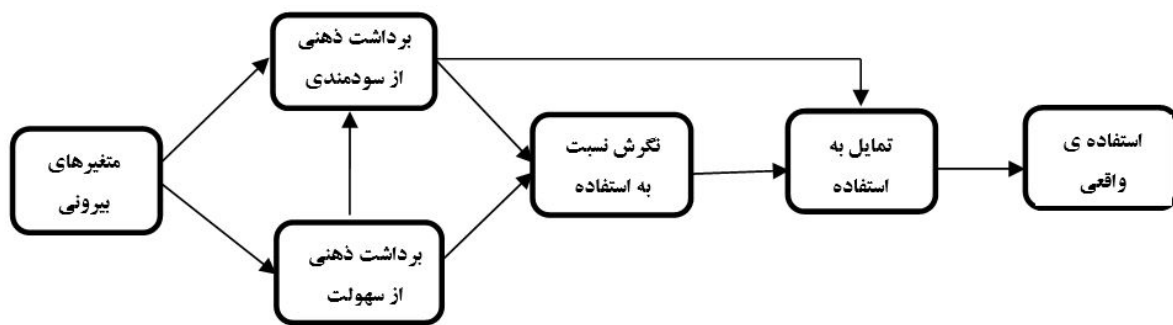 متغیرهای
بیرونی
برداشت ذهنی
از سودمندی
برداشت ذهنی
از سهولت
نگرش نسبت
به استفاده
تمایل به
استفاده
استفاده ی
واقعی